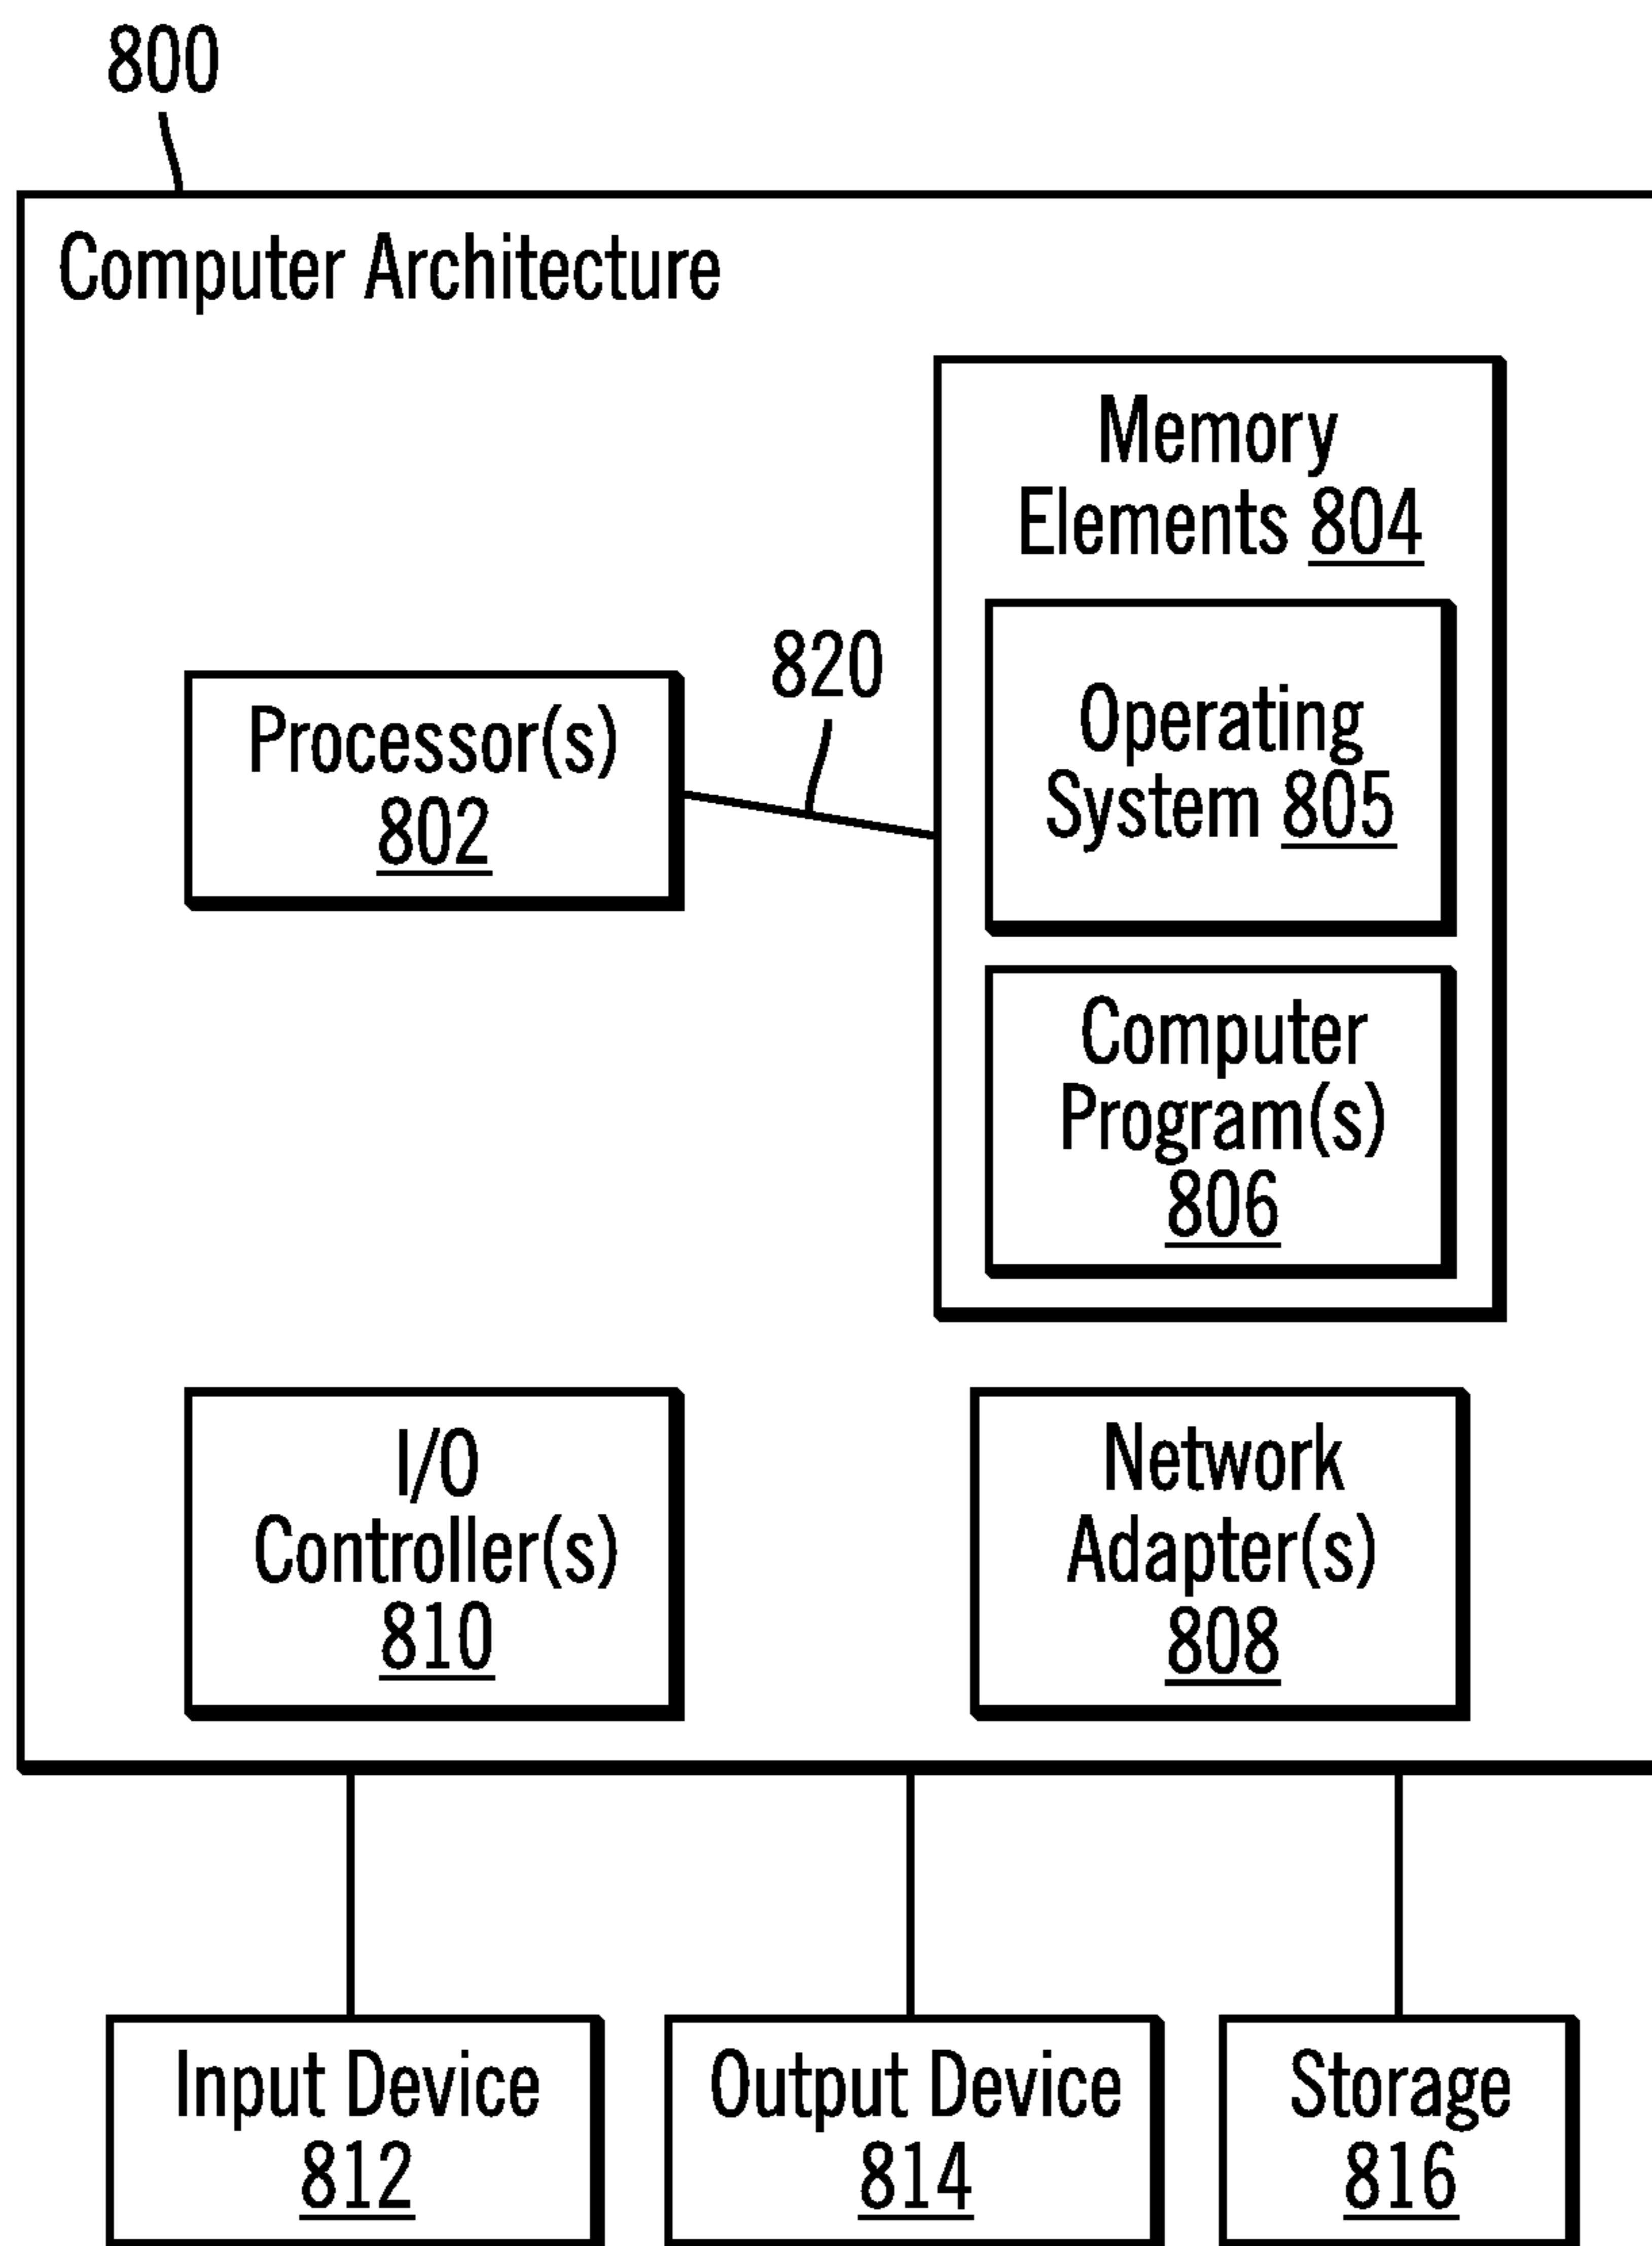 800
Computer Architecture
Memory
Elements 804
820
Operating
System 805
Processor(s)
802
Computer
Program(s)
806
I/O
Controller(s)
810
Network
Adapter(s)
808
Input Device
812
Output Device
814
Storage
816